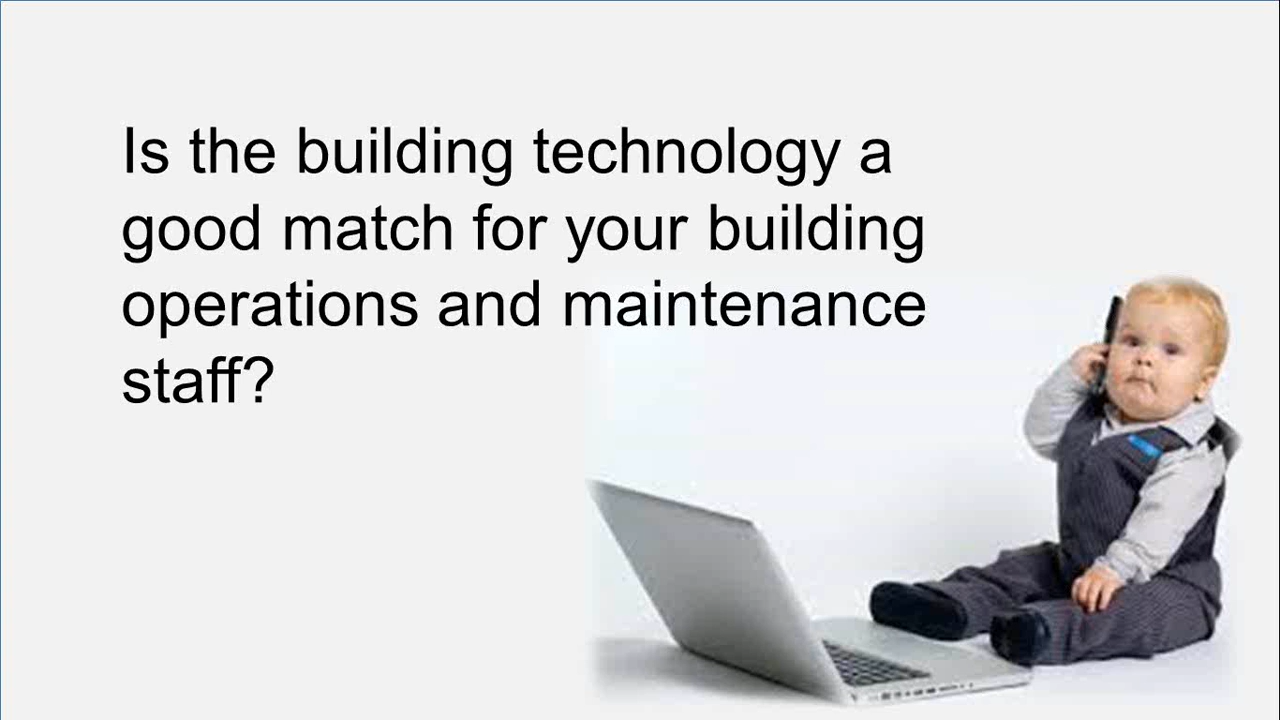 Is the building technology a
good match for your building
operations and maintenance
staff?